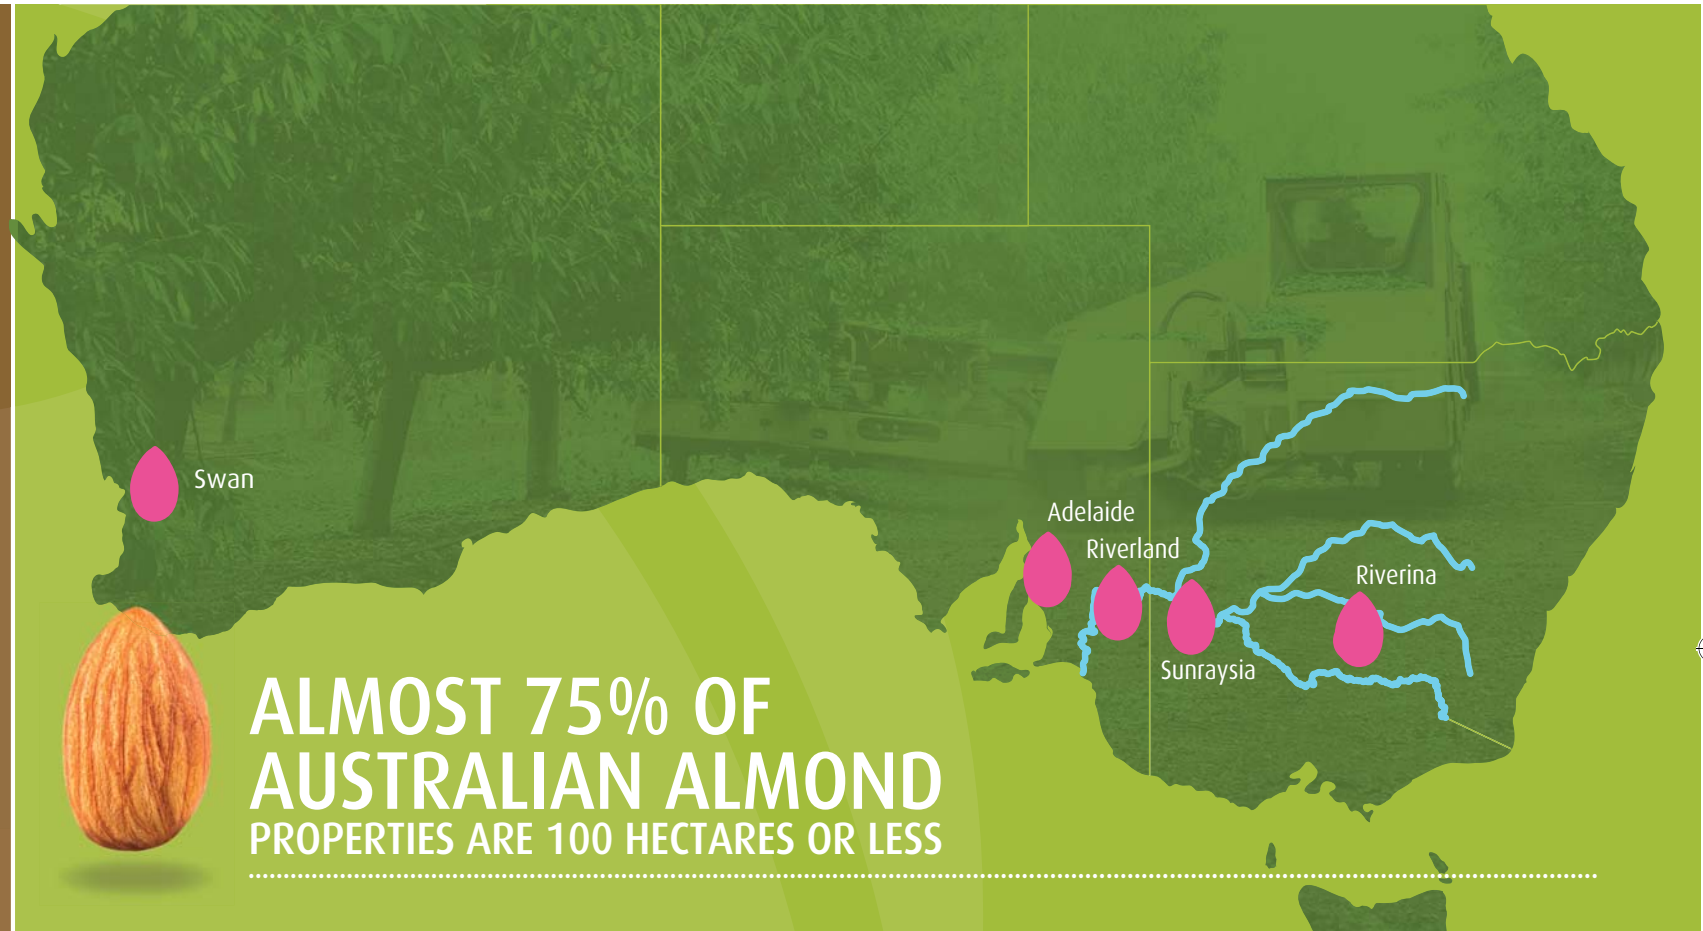 Swan
Adelaide
Riverland
Riverina
Sunraysia
ALMOST 75% OF
AUSTRALIAN ALMOND
PROPERTIES ARE 100 HECTARES OR LESS